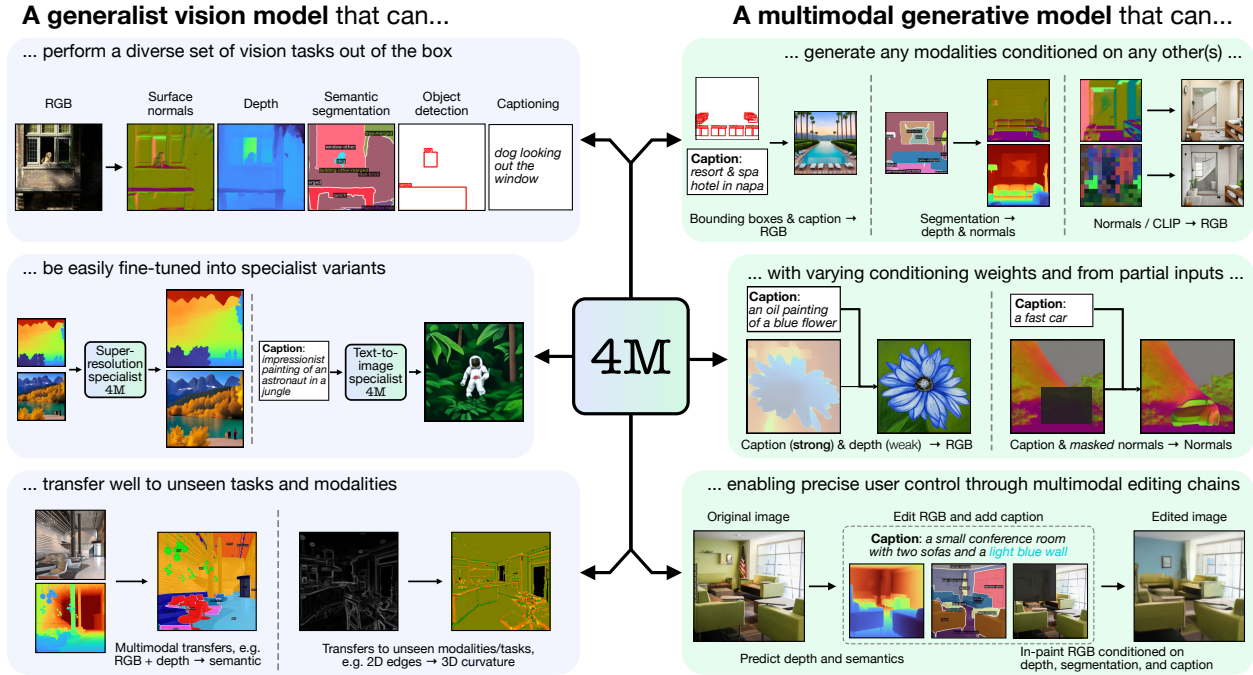 A generalist vision model that can...
... perform a diverse set of vision tasks out of the box
RGB
Surface
normals
Depth
Semantic
segmentation
Object
detection
Captioning
window-other
building-other-merged
dog looking
out the
window
... be easily fine-tuned into specialist variants
Super-
resolution
specialist
4M
Caption:
impressionist
painting of an
astronaut in a
jungle
Text-to-
image
specialist
4M
... transfer well to unseen tasks and modalities
Multimodal transfers, e.g.
RGB + depth → semantic
Transfers to unseen modalities/tasks,
e.g. 2D edges → 3D curvature
4M
A multimodal generative model that can...
... generate any modalities conditioned on any other(s) ...
Caption:
resort & spa
hotel in napa
Bounding boxes & caption →
RGB
Segmentation →
depth & normals
Normals / CLIP → RGB
... with varying conditioning weights and from partial inputs ...
Caption:
an oil painting
of a blue flower
Caption (strong) & depth (weak) → RGB
Caption:
a fast car
Caption & masked normals → Normals
... enabling precise user control through multimodal editing chains
Original image
Edit RGB and add caption
Edited image
Caption: a small conference room
with two sofas and a light blue wall
Predict depth and semantics
In-paint RGB conditioned on
depth, segmentation, and caption